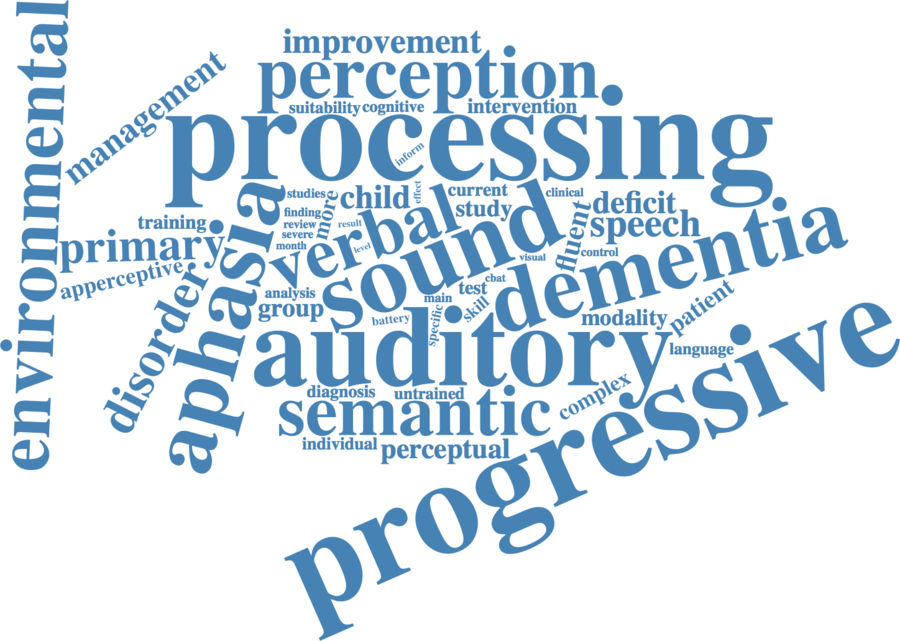 environmental
improvement
management
perception
suitability
cognitive
intervention
processing
inform
studies
more
child
effect
current
clinical
finding
review
severe
month
result
level
verbal
study
sound
visual
fluent
deficit
speech
control
training
primary
apperceptive
aphasia
disorder
analysis
group
battery
main
specific
test
cbat
skill
dementia
modality
patient
language
auditory
diagnosis
untrained
semantic
complex
individual
perceptual
progressive